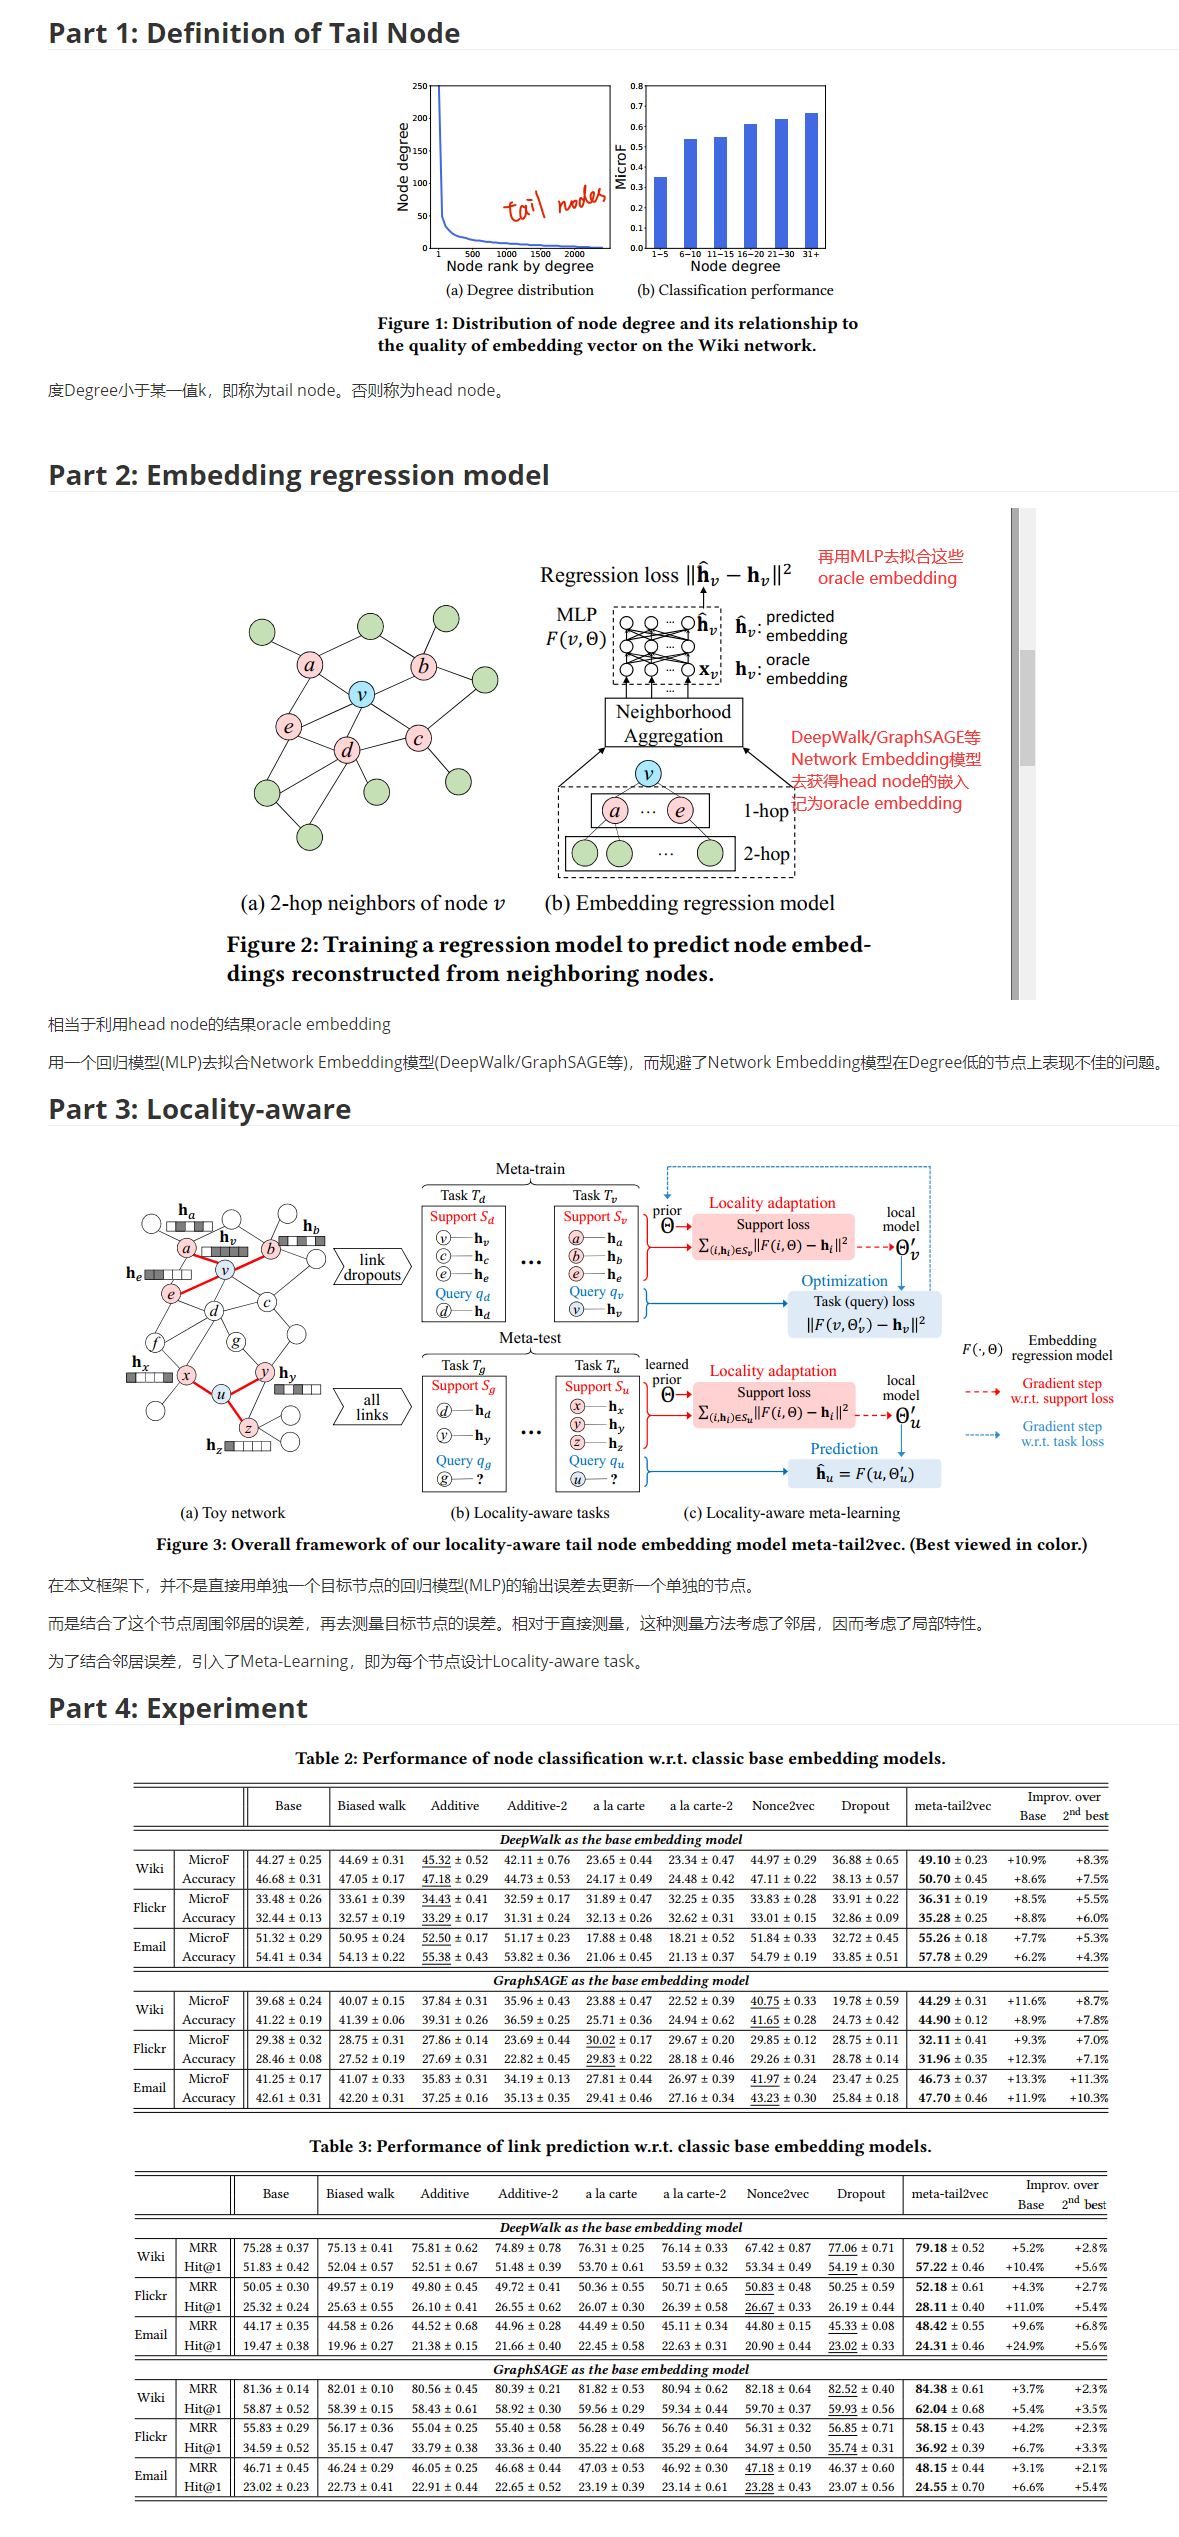 Part 1: Definition of Tail Node
250
200
150
100
50
0
Node degree
1 500 1000 1500 2000
Node rank by degree
tail nodes
(a) Degree distribution
0.8
0.7
0.6
0.5
0.4
0.3
0.2
0.1
0.0
MicroF
1−5 6−10 11−15 16−20 21−30 31+
Node degree
(b) Classification performance
Figure 1: Distribution of node degree and its relationship to
the quality of embedding vector on the Wiki network.
度Degree小于某一值k，即称为tail node。否则称为head node。
Part 2: Embedding regression model
a
b
v
e
d
c
(a) 2-hop neighbors of node v
Regression loss ‖ĥv − hv‖²
MLP
F(v, Θ)
ĥv
xv
ĥv: predicted
embedding
hv: oracle
embedding
Neighborhood
Aggregation
v
a ··· e 1-hop
··· 2-hop
(b) Embedding regression model
再用MLP去拟合这些
oracle embedding
DeepWalk/GraphSAGE等
Network Embedding模型
去获得head node的嵌入
记为oracle embedding
Figure 2: Training a regression model to predict node embed-
dings reconstructed from neighboring nodes.
相当于利用head node的结果oracle embedding
用一个回归模型(MLP)去拟合Network Embedding模型(DeepWalk/GraphSAGE等)，而规避了Network Embedding模型在Degree低的节点上表现不佳的问题。
Part 3: Locality-aware
ha
hv
hb
he
hx
hy
hz
a
v
b
e
d
c
f
g
x
u
y
z
(a) Toy network
link
dropouts
all
links
Meta-train
Task Td
Support Sd
v hv
c hc
e he
Query qd
d hd
•••
Task Tv
Support Sv
a ha
b hb
e he
Query qv
v hv
Meta-test
Task Tg
Support Sg
d hd
y hy
Query qg
g ?
•••
Task Tu
Support Su
x hx
y hy
z hz
Query qu
u ?
(b) Locality-aware tasks
prior
Θ
Locality adaptation
Support loss
∑(i,hi)∈Sv‖F(i, Θ) − hi‖²
local
model
Θ′v
Optimization
Task (query) loss
‖F(v, Θ′v) − hv‖²
learned
prior
Θ
Locality adaptation
Support loss
∑(i,hi)∈Su‖F(i, Θ) − hi‖²
local
model
Θ′u
Prediction
ĥu = F(u, Θ′u)
F(·, Θ) Embedding
regression model
Gradient step
w.r.t. support loss
Gradient step
w.r.t. task loss
(c) Locality-aware meta-learning
Figure 3: Overall framework of our locality-aware tail node embedding model meta-tail2vec. (Best viewed in color.)
在本文框架下，并不是直接用单独一个目标节点的回归模型(MLP)的输出误差去更新一个单独的节点。
而是结合了这个节点周围邻居的误差，再去测量目标节点的误差。相对于直接测量，这种测量方法考虑了邻居，因而考虑了局部特性。
为了结合邻居误差，引入了Meta-Learning，即为每个节点设计Locality-aware task。
Part 4: Experiment
Table 2: Performance of node classification w.r.t. classic base embedding models.
Base Biased walk Additive Additive-2 a la carte a la carte-2 Nonce2vec Dropout meta-tail2vec Improv. over
Base 2nd best
DeepWalk as the base embedding model
Wiki MicroF 44.27 ± 0.25 44.69 ± 0.31 45.32 ± 0.52 42.11 ± 0.76 23.65 ± 0.44 23.34 ± 0.47 44.97 ± 0.29 36.88 ± 0.65 49.10 ± 0.23 +10.9% +8.3%
Accuracy 46.68 ± 0.31 47.05 ± 0.17 47.18 ± 0.29 44.73 ± 0.53 24.17 ± 0.49 24.48 ± 0.42 47.11 ± 0.22 38.13 ± 0.57 50.70 ± 0.45 +8.6% +7.5%
Flickr MicroF 33.48 ± 0.26 33.61 ± 0.39 34.43 ± 0.41 32.59 ± 0.17 31.89 ± 0.47 32.25 ± 0.35 33.83 ± 0.28 33.91 ± 0.22 36.31 ± 0.19 +8.5% +5.5%
Accuracy 32.44 ± 0.13 32.57 ± 0.19 33.29 ± 0.17 31.31 ± 0.24 32.13 ± 0.26 32.62 ± 0.31 33.01 ± 0.15 32.86 ± 0.09 35.28 ± 0.25 +8.8% +6.0%
Email MicroF 51.32 ± 0.29 50.95 ± 0.24 52.50 ± 0.17 51.17 ± 0.23 17.88 ± 0.48 18.21 ± 0.52 51.84 ± 0.33 32.72 ± 0.45 55.26 ± 0.18 +7.7% +5.3%
Accuracy 54.41 ± 0.34 54.13 ± 0.22 55.38 ± 0.43 53.82 ± 0.36 21.06 ± 0.45 21.13 ± 0.37 54.79 ± 0.19 33.85 ± 0.51 57.78 ± 0.29 +6.2% +4.3%
GraphSAGE as the base embedding model
Wiki MicroF 39.68 ± 0.24 40.07 ± 0.15 37.84 ± 0.31 35.96 ± 0.43 23.88 ± 0.47 22.52 ± 0.39 40.75 ± 0.33 19.78 ± 0.59 44.29 ± 0.31 +11.6% +8.7%
Accuracy 41.22 ± 0.19 41.39 ± 0.06 39.31 ± 0.26 36.59 ± 0.25 25.71 ± 0.36 24.94 ± 0.62 41.65 ± 0.28 24.73 ± 0.42 44.90 ± 0.12 +8.9% +7.8%
Flickr MicroF 29.38 ± 0.32 28.75 ± 0.31 27.86 ± 0.14 23.69 ± 0.44 30.02 ± 0.17 29.67 ± 0.20 29.85 ± 0.12 28.75 ± 0.11 32.11 ± 0.41 +9.3% +7.0%
Accuracy 28.46 ± 0.08 27.52 ± 0.19 27.69 ± 0.31 22.82 ± 0.45 29.83 ± 0.22 28.18 ± 0.46 29.26 ± 0.31 28.78 ± 0.14 31.96 ± 0.35 +12.3% +7.1%
Email MicroF 41.25 ± 0.17 41.07 ± 0.33 35.83 ± 0.31 34.19 ± 0.13 27.81 ± 0.44 26.97 ± 0.39 41.97 ± 0.24 23.47 ± 0.25 46.73 ± 0.37 +13.3% +11.3%
Accuracy 42.61 ± 0.31 42.20 ± 0.31 37.25 ± 0.16 35.13 ± 0.35 29.41 ± 0.46 27.16 ± 0.34 43.23 ± 0.30 25.84 ± 0.18 47.70 ± 0.46 +11.9% +10.3%
Table 3: Performance of link prediction w.r.t. classic base embedding models.
Base Biased walk Additive Additive-2 a la carte a la carte-2 Nonce2vec Dropout meta-tail2vec Improv. over
Base 2nd best
DeepWalk as the base embedding model
Wiki MRR 75.28 ± 0.37 75.13 ± 0.41 75.81 ± 0.62 74.89 ± 0.78 76.31 ± 0.25 76.14 ± 0.33 67.42 ± 0.87 77.06 ± 0.71 79.18 ± 0.52 +5.2% +2.8%
Hit@1 51.83 ± 0.42 52.04 ± 0.57 52.51 ± 0.67 51.48 ± 0.39 53.70 ± 0.61 53.59 ± 0.32 53.34 ± 0.49 54.19 ± 0.30 57.22 ± 0.46 +10.4% +5.6%
Flickr MRR 50.05 ± 0.30 49.57 ± 0.19 49.80 ± 0.45 49.72 ± 0.41 50.36 ± 0.55 50.71 ± 0.65 50.83 ± 0.48 50.25 ± 0.59 52.18 ± 0.61 +4.3% +2.7%
Hit@1 25.32 ± 0.24 25.63 ± 0.55 26.10 ± 0.41 26.55 ± 0.62 26.07 ± 0.30 26.39 ± 0.58 26.67 ± 0.33 26.19 ± 0.44 28.11 ± 0.40 +11.0% +5.4%
Email MRR 44.17 ± 0.35 44.58 ± 0.26 44.52 ± 0.68 44.96 ± 0.28 44.49 ± 0.50 45.11 ± 0.34 44.80 ± 0.15 45.33 ± 0.08 48.42 ± 0.55 +9.6% +6.8%
Hit@1 19.47 ± 0.38 19.96 ± 0.27 21.38 ± 0.15 21.66 ± 0.40 22.45 ± 0.58 22.63 ± 0.31 20.90 ± 0.44 23.02 ± 0.33 24.31 ± 0.46 +24.9% +5.6%
GraphSAGE as the base embedding model
Wiki MRR 81.36 ± 0.14 82.01 ± 0.10 80.56 ± 0.45 80.39 ± 0.21 81.82 ± 0.53 80.94 ± 0.62 82.18 ± 0.64 82.52 ± 0.40 84.38 ± 0.61 +3.7% +2.3%
Hit@1 58.87 ± 0.52 58.39 ± 0.15 58.43 ± 0.61 58.92 ± 0.30 59.56 ± 0.29 59.34 ± 0.44 59.70 ± 0.37 59.93 ± 0.56 62.04 ± 0.68 +5.4% +3.5%
Flickr MRR 55.83 ± 0.29 56.17 ± 0.36 55.04 ± 0.25 55.40 ± 0.58 56.28 ± 0.49 56.76 ± 0.40 56.31 ± 0.32 56.85 ± 0.71 58.15 ± 0.43 +4.2% +2.3%
Hit@1 34.59 ± 0.52 35.15 ± 0.47 33.79 ± 0.38 33.36 ± 0.40 35.22 ± 0.68 35.29 ± 0.64 34.97 ± 0.50 35.74 ± 0.31 36.92 ± 0.39 +6.7% +3.3%
Email MRR 46.71 ± 0.45 46.24 ± 0.29 46.05 ± 0.25 46.68 ± 0.44 47.03 ± 0.53 46.92 ± 0.30 47.18 ± 0.19 46.37 ± 0.60 48.15 ± 0.44 +3.1% +2.1%
Hit@1 23.02 ± 0.23 22.73 ± 0.41 22.91 ± 0.44 22.65 ± 0.52 23.19 ± 0.39 23.14 ± 0.61 23.28 ± 0.43 23.07 ± 0.56 24.55 ± 0.70 +6.6% +5.4%